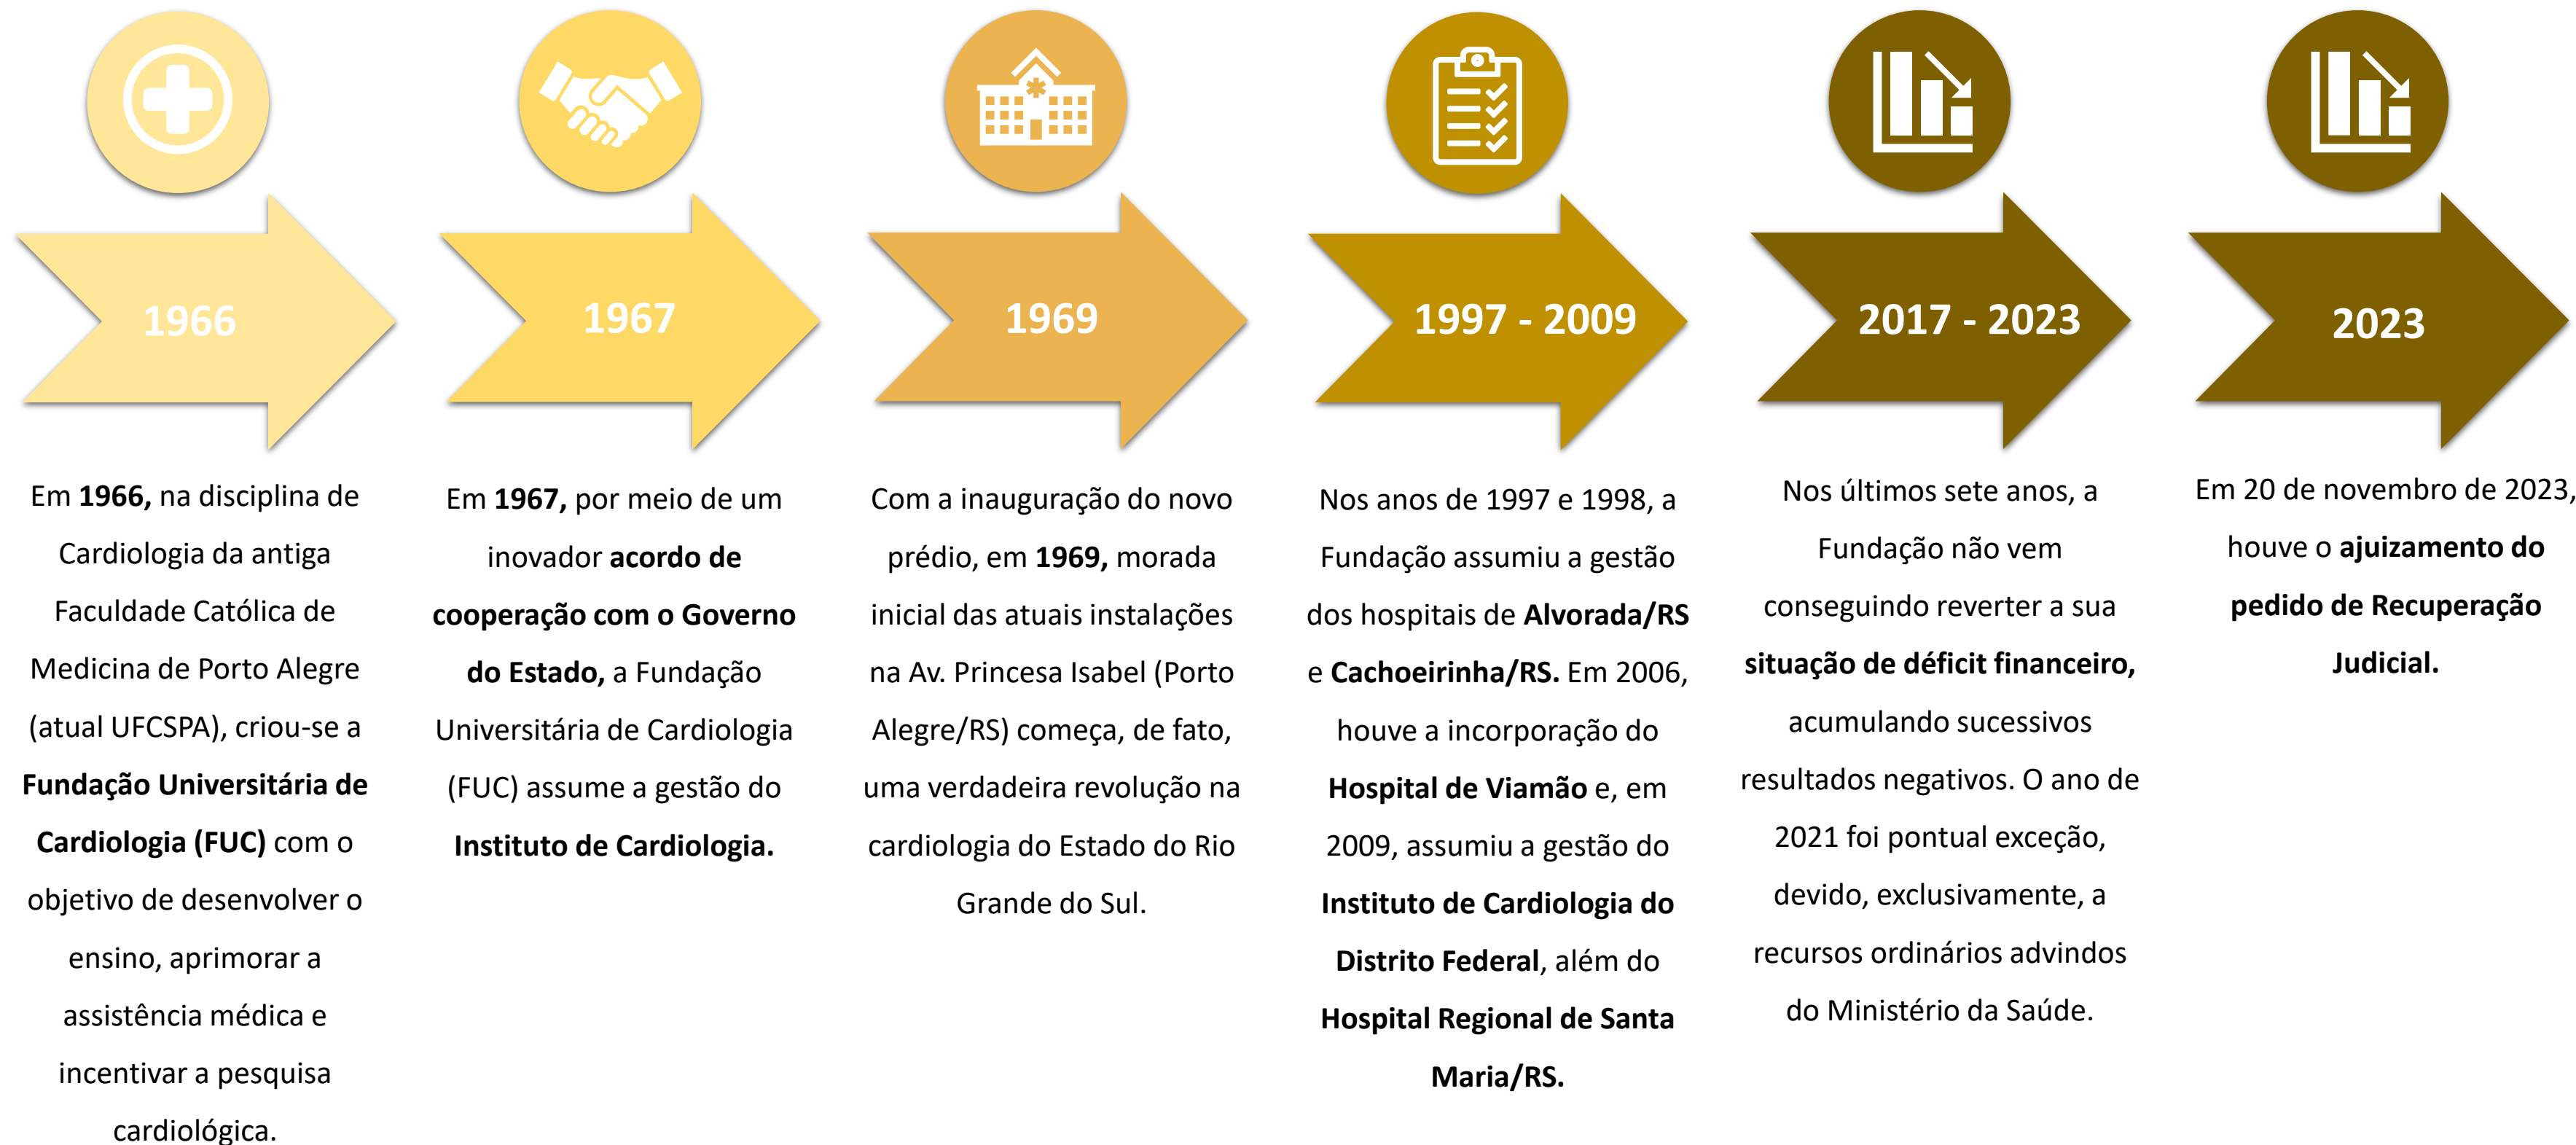 1966
Em 1966, na disciplina de
Cardiologia da antiga
Faculdade Católica de
Medicina de Porto Alegre
(atual UFCSPA), criou-se a
Fundação Universitária de
Cardiologia (FUC) com o
objetivo de desenvolver o
ensino, aprimorar a
assistência médica e
incentivar a pesquisa
cardiológica.
1967
Em 1967, por meio de um
inovador acordo de
cooperação com o Governo
do Estado, a Fundação
Universitária de Cardiologia
(FUC) assume a gestão do
Instituto de Cardiologia.
1969
Com a inauguração do novo
prédio, em 1969, morada
inicial das atuais instalações
na Av. Princesa Isabel (Porto
Alegre/RS) começa, de fato,
uma verdadeira revolução na
cardiologia do Estado do Rio
Grande do Sul.
1997 - 2009
Nos anos de 1997 e 1998, a
Fundação assumiu a gestão
dos hospitais de Alvorada/RS
e Cachoeirinha/RS. Em 2006,
houve a incorporação do
Hospital de Viamão e, em
2009, assumiu a gestão do
Instituto de Cardiologia do
Distrito Federal, além do
Hospital Regional de Santa
Maria/RS.
2017 - 2023
Nos últimos sete anos, a
Fundação não vem
conseguindo reverter a sua
situação de déficit financeiro,
acumulando sucessivos
resultados negativos. O ano de
2021 foi pontual exceção,
devido, exclusivamente, a
recursos ordinários advindos
do Ministério da Saúde.
2023
Em 20 de novembro de 2023,
houve o ajuizamento do
pedido de Recuperação
Judicial.